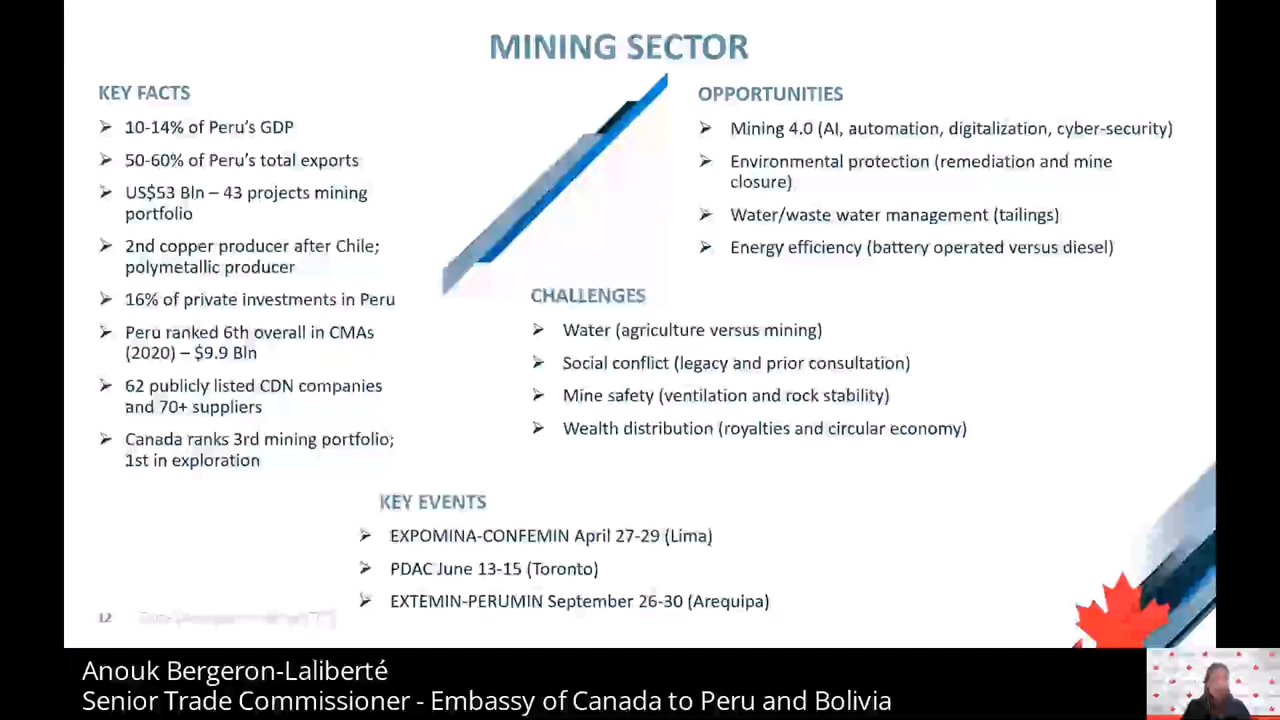 MINING SECTOR
KEY FACTS
10-14% of Peru's GDP
50-60% of Peru's total exports
US$53 Bln – 43 projects mining
portfolio
2nd copper producer after Chile;
polymetallic producer
16% of private investments in Peru
Peru ranked 6th overall in CMAs
(2020) – $9.9 Bln
62 publicly listed CDN companies
and 70+ suppliers
Canada ranks 3rd mining portfolio;
1st in exploration
OPPORTUNITIES
Mining 4.0 (AI, automation, digitalization, cyber-security)
Environmental protection (remediation and mine
closure)
Water/waste water management (tailings)
Energy efficiency (battery operated versus diesel)
CHALLENGES
Water (agriculture versus mining)
Social conflict (legacy and prior consultation)
Mine safety (ventilation and rock stability)
Wealth distribution (royalties and circular economy)
KEY EVENTS
EXPOMINA-CONFEMIN April 27-29 (Lima)
PDAC June 13-15 (Toronto)
EXTEMIN-PERUMIN September 26-30 (Arequipa)
12
Anouk Bergeron-Laliberté
Senior Trade Commissioner - Embassy of Canada to Peru and Bolivia